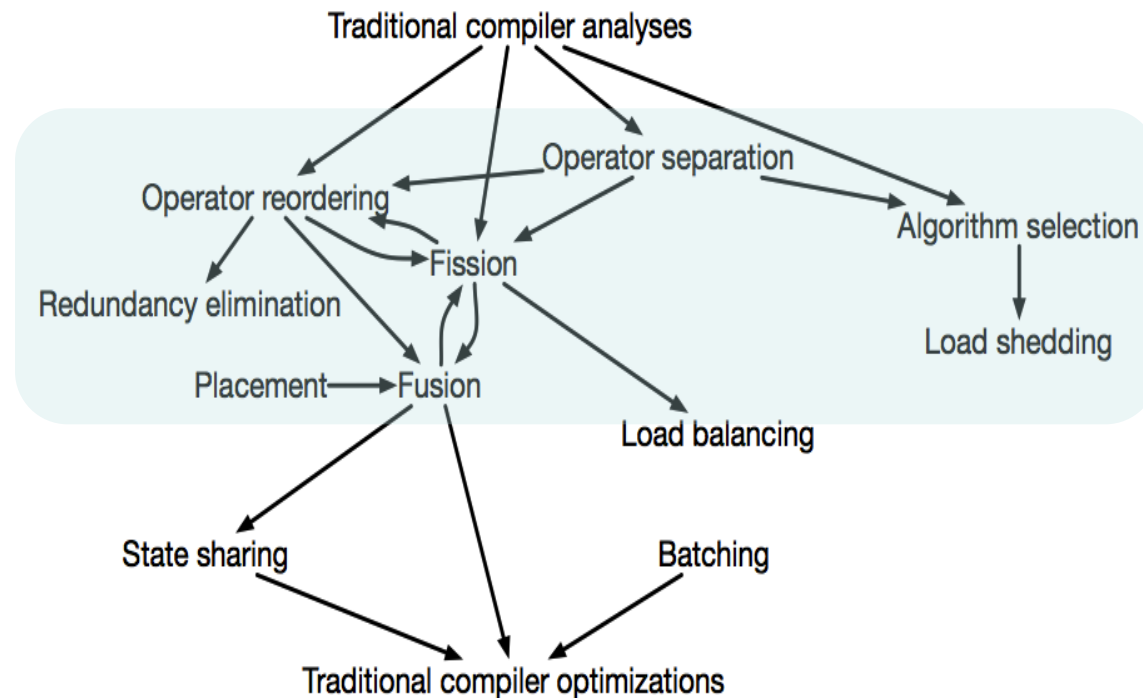 Traditional compiler analyses
Operator separation
Operator reordering
Algorithm selection
Fission
Redundancy elimination
Load shedding
Placement
Fusion
Load balancing
State sharing
Batching
Traditional compiler optimizations